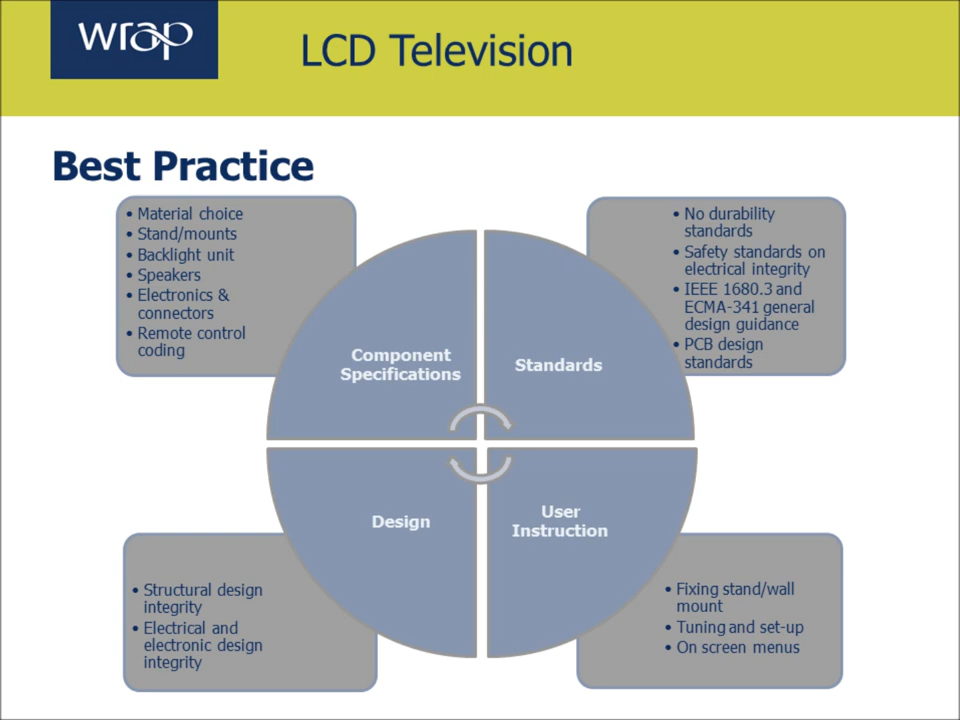 wrap
LCD Television
Best Practice
• Material choice
• Stand/mounts
• Backlight unit
• Speakers
• Electronics &
connectors
• Remote control
coding
• No durability
standards
• Safety standards on
electrical integrity
• IEEE 1680.3 and
ECMA-341 general
design guidance
• PCB design
standards
Component
Specifications
Standards
Design
User
Instruction
• Structural design
integrity
• Electrical and
electronic design
integrity
• Fixing stand/wall
mount
• Tuning and set-up
• On screen menus